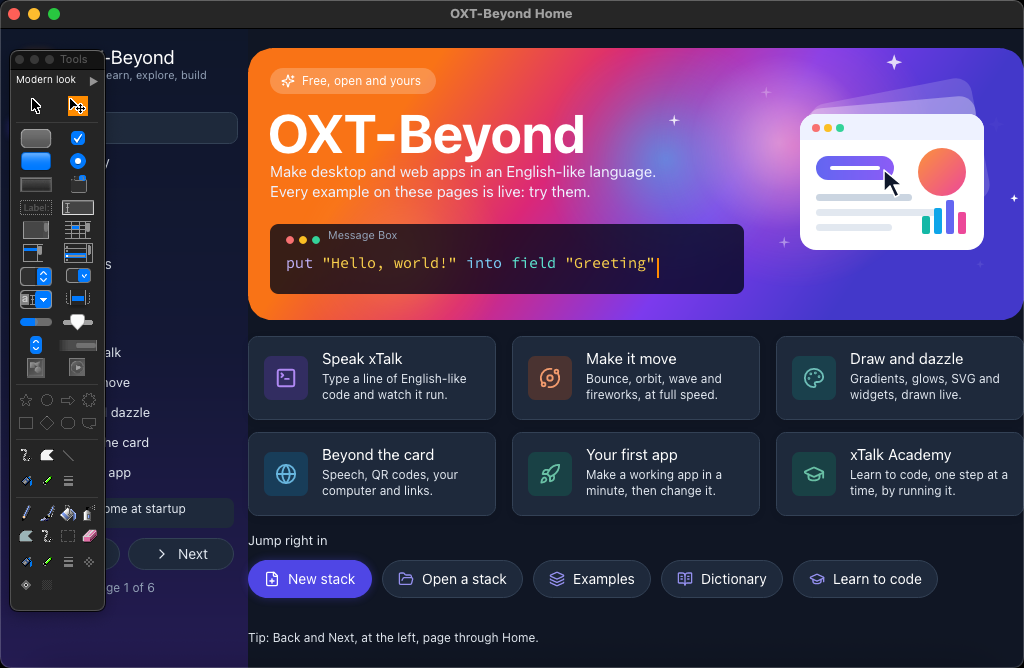 OXT-Beyond Home
Tools
Modern look
Label:
-Beyond
earn, explore, build
alk
nove
dazzle
he card
app
ome at startup
Next
ge 1 of 6
Free, open and yours
OXT-Beyond
Make desktop and web apps in an English-like language.
Every example on these pages is live: try them.
Message Box
put "Hello, world!" into field "Greeting"
Speak xTalk
Type a line of English-like
code and watch it run.
Make it move
Bounce, orbit, wave and
fireworks, at full speed.
Draw and dazzle
Gradients, glows, SVG and
widgets, drawn live.
Beyond the card
Speech, QR codes, your
computer and links.
Your first app
Make a working app in a
minute, then change it.
xTalk Academy
Learn to code, one step at a
time, by running it.
Jump right in
New stack
Open a stack
Examples
Dictionary
Learn to code
Tip: Back and Next, at the left, page through Home.